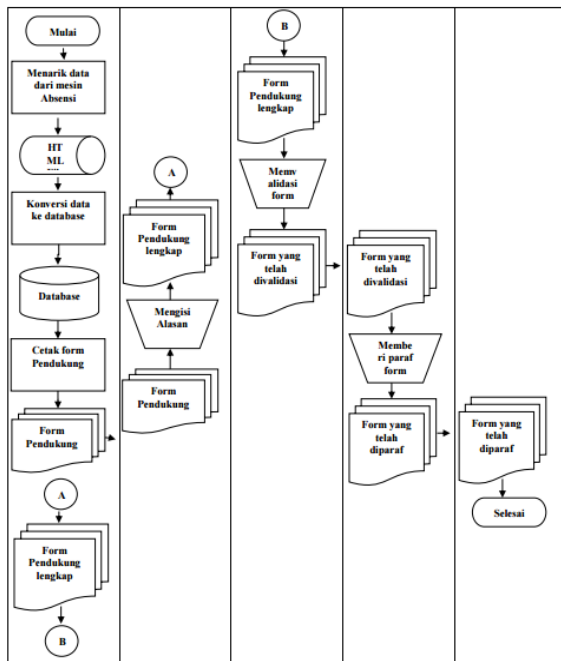 Mulai
Menarik data
dari mesin
Absensi
HT
ML
Konversi data
ke database
Database
Cetak form
Pendukung
Form
Pendukung
A
Form
Pendukung
lengkap
B
A
Form
Pendukung
lengkap
Mengisi
Alasan
Form
Pendukung
B
Form
Pendukung
lengkap
Memv
alidasi
form
Form yang
telah
divalidasi
Form yang
telah
divalidasi
Membe
ri paraf
form
Form yang
telah
diparaf
Form yang
telah
diparaf
Selesai